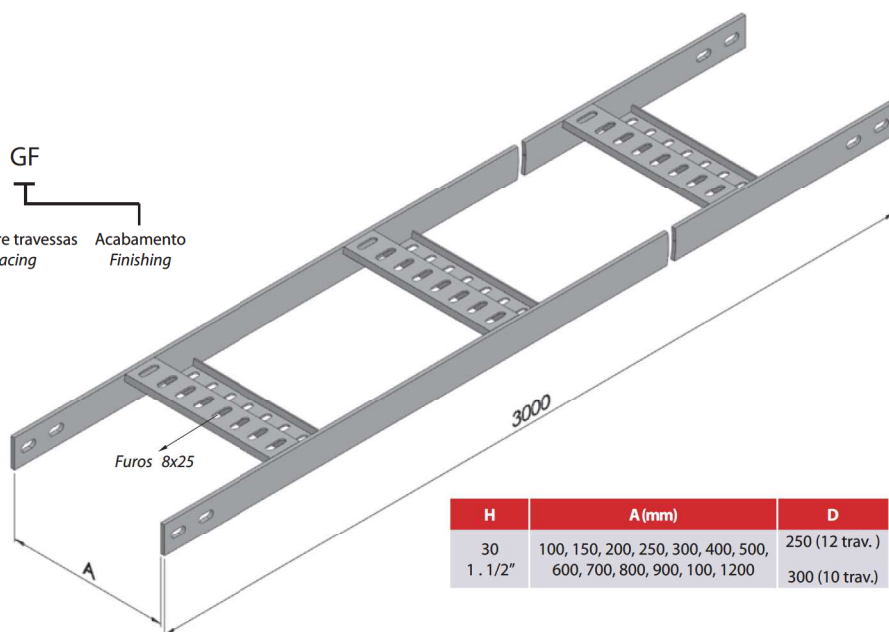 GF
re travessas
acing
Acabamento
Finishing
Furos 8x25
3000
A
H A (mm) D
30
1 . 1/2”
100, 150, 200, 250, 300, 400, 500,
600, 700, 800, 900, 100, 1200
250 (12 trav. )
300 (10 trav.)